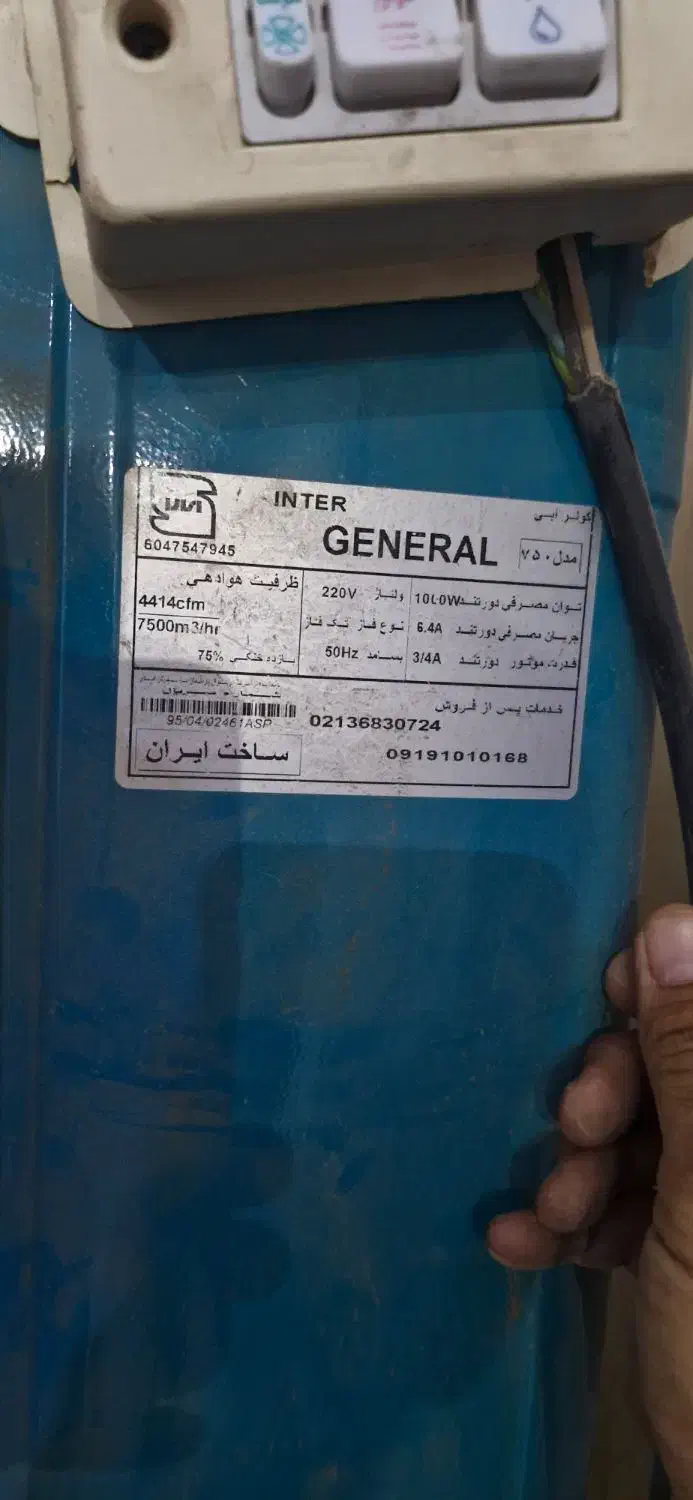 INTER
کولر آبی
GENERAL
مدل ۷۵۰
6047547945
ظرفیت هوادهی
4414cfm
7500m3/hr
بازده خنکی 75%
ولتاژ 220V
نوع فاز تک فاز
بسامد 50Hz
توان مصرفی دورتند
جریان مصرفی دورتند 6.4A
قدرت موتور دورتند 3/4A
خدمات پس از فروش
02136830724
09191010168
95/04/02461ASP
ساخت ایران